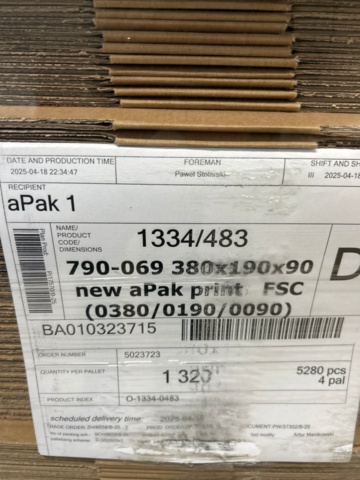 DATE AND PRODUCTION TIME
2025-04-18 22:34:47
FOREMAN
SHIFT AND SH
III 2025-04-18
RECIPIENT
aPak 1
NAME/
PRODUCT
CODE/
DIMENSIONS
1334/483
790-069 380x190x90
new aPak print FSC
(0380/0190/0090)
D
BA010323715
ORDER NUMBER
5023723
QUANTITY PER PALLET
1 320
5280 pcs
4 pal
PRODUCT INDEX
O-1334-0483
scheduled delivery time: